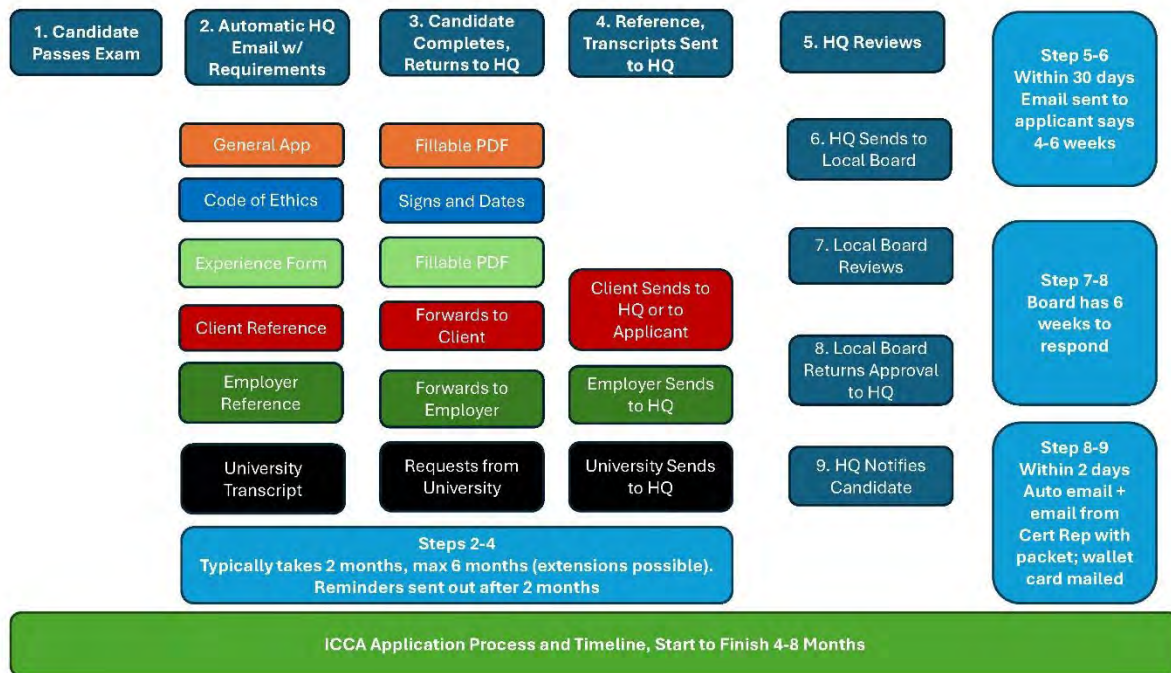 1. Candidate
Passes Exam
2. Automatic HQ
Email w/
Requirements
3. Candidate
Completes,
Returns to HQ
4. Reference,
Transcripts Sent
to HQ
5. HQ Reviews
Step 5-6
Within 30 days
Email sent to
applicant says
4-6 weeks
General App
Fillable PDF
6. HQ Sends to
Local Board
Code of Ethics
Signs and Dates
Experience Form
Fillable PDF
7. Local Board
Reviews
Step 7-8
Board has 6
weeks to
respond
Client Reference
Forwards to
Client
Client Sends to
HQ or to
Applicant
8. Local Board
Returns Approval
to HQ
Employer
Reference
Forwards to
Employer
Employer Sends
to HQ
University
Transcript
Requests from
University
University Sends
to HQ
9. HQ Notifies
Candidate
Step 8-9
Within 2 days
Auto email +
email from
Cert Rep with
packet; wallet
card mailed
Steps 2-4
Typically takes 2 months, max 6 months (extensions possible).
Reminders sent out after 2 months
ICCA Application Process and Timeline, Start to Finish 4-8 Months